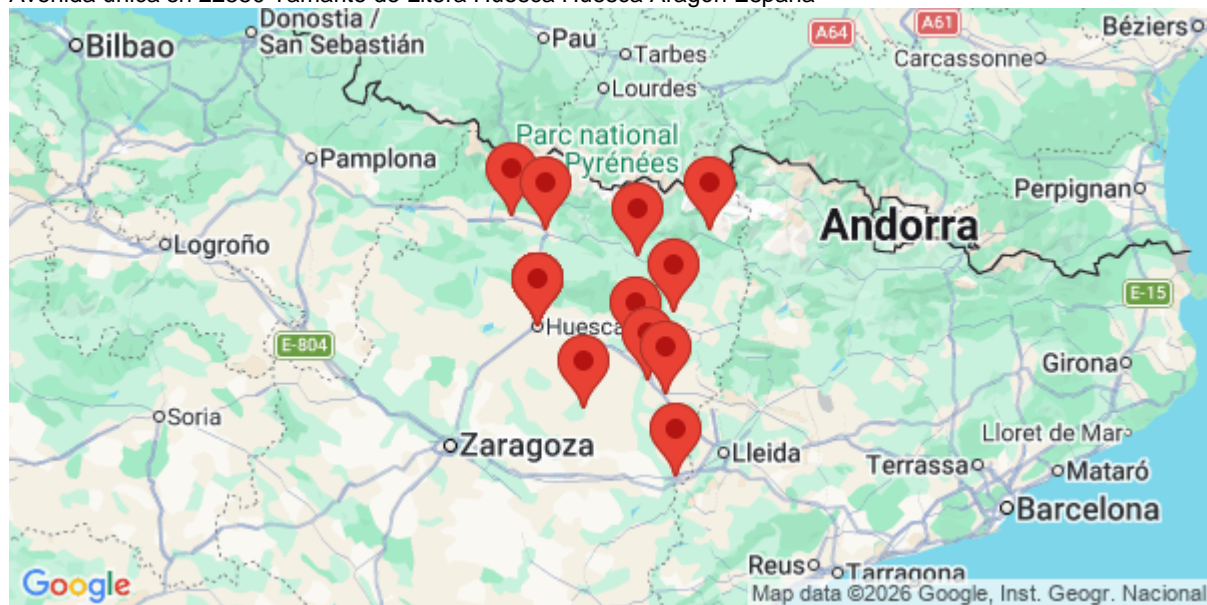 Bilbao
Donostia /
San Sebastián
Pau
Tarbes
A64
A61
Carcassonne
Béziers
Lourdes
Pamplona
Parc national
Pyrénées
Perpignan
Logroño
Andorra
E-15
Huesca
E-804
Girona
Soria
Zaragoza
Lleida
Lloret de Mar
Terrassa
Mataró
Barcelona
Reus
Tarragona
Google
Map data ©2026 Google, Inst. Geogr. Nacional